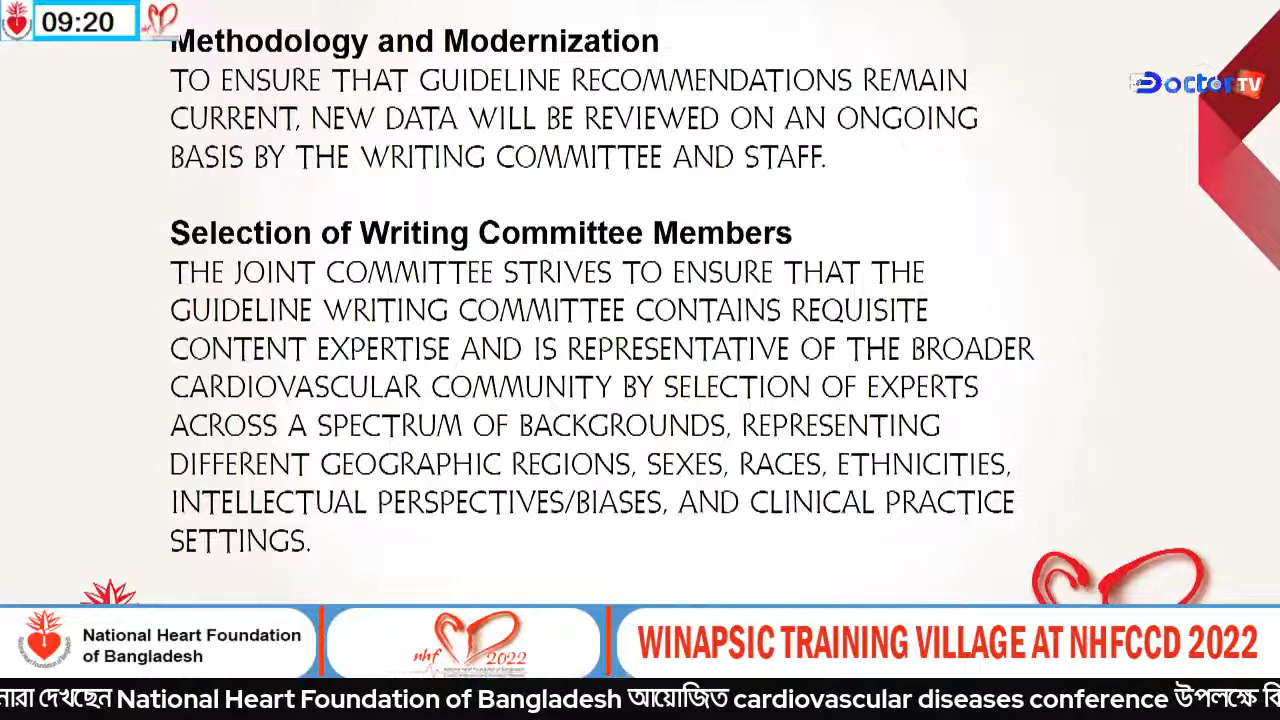 09:20
Methodology and Modernization
TO ENSURE THAT GUIDELINE RECOMMENDATIONS REMAIN
CURRENT, NEW DATA WILL BE REVIEWED ON AN ONGOING
BASIS BY THE WRITING COMMITTEE AND STAFF.
Doctor TV
Selection of Writing Committee Members
THE JOINT COMMITTEE STRIVES TO ENSURE THAT THE
GUIDELINE WRITING COMMITTEE CONTAINS REQUISITE
CONTENT EXPERTISE AND IS REPRESENTATIVE OF THE BROADER
CARDIOVASCULAR COMMUNITY BY SELECTION OF EXPERTS
ACROSS A SPECTRUM OF BACKGROUNDS, REPRESENTING
DIFFERENT GEOGRAPHIC REGIONS, SEXES, RACES, ETHNICITIES,
INTELLECTUAL PERSPECTIVES/BIASES, AND CLINICAL PRACTICE
SETTINGS.
National Heart Foundation
of Bangladesh
nhf 2022
WINAPSIC TRAINING VILLAGE AT NHFCCD 2022
দেখছেন National Heart Foundation of Bangladesh আয়োজিত cardiovascular diseases conference উপলক্ষে